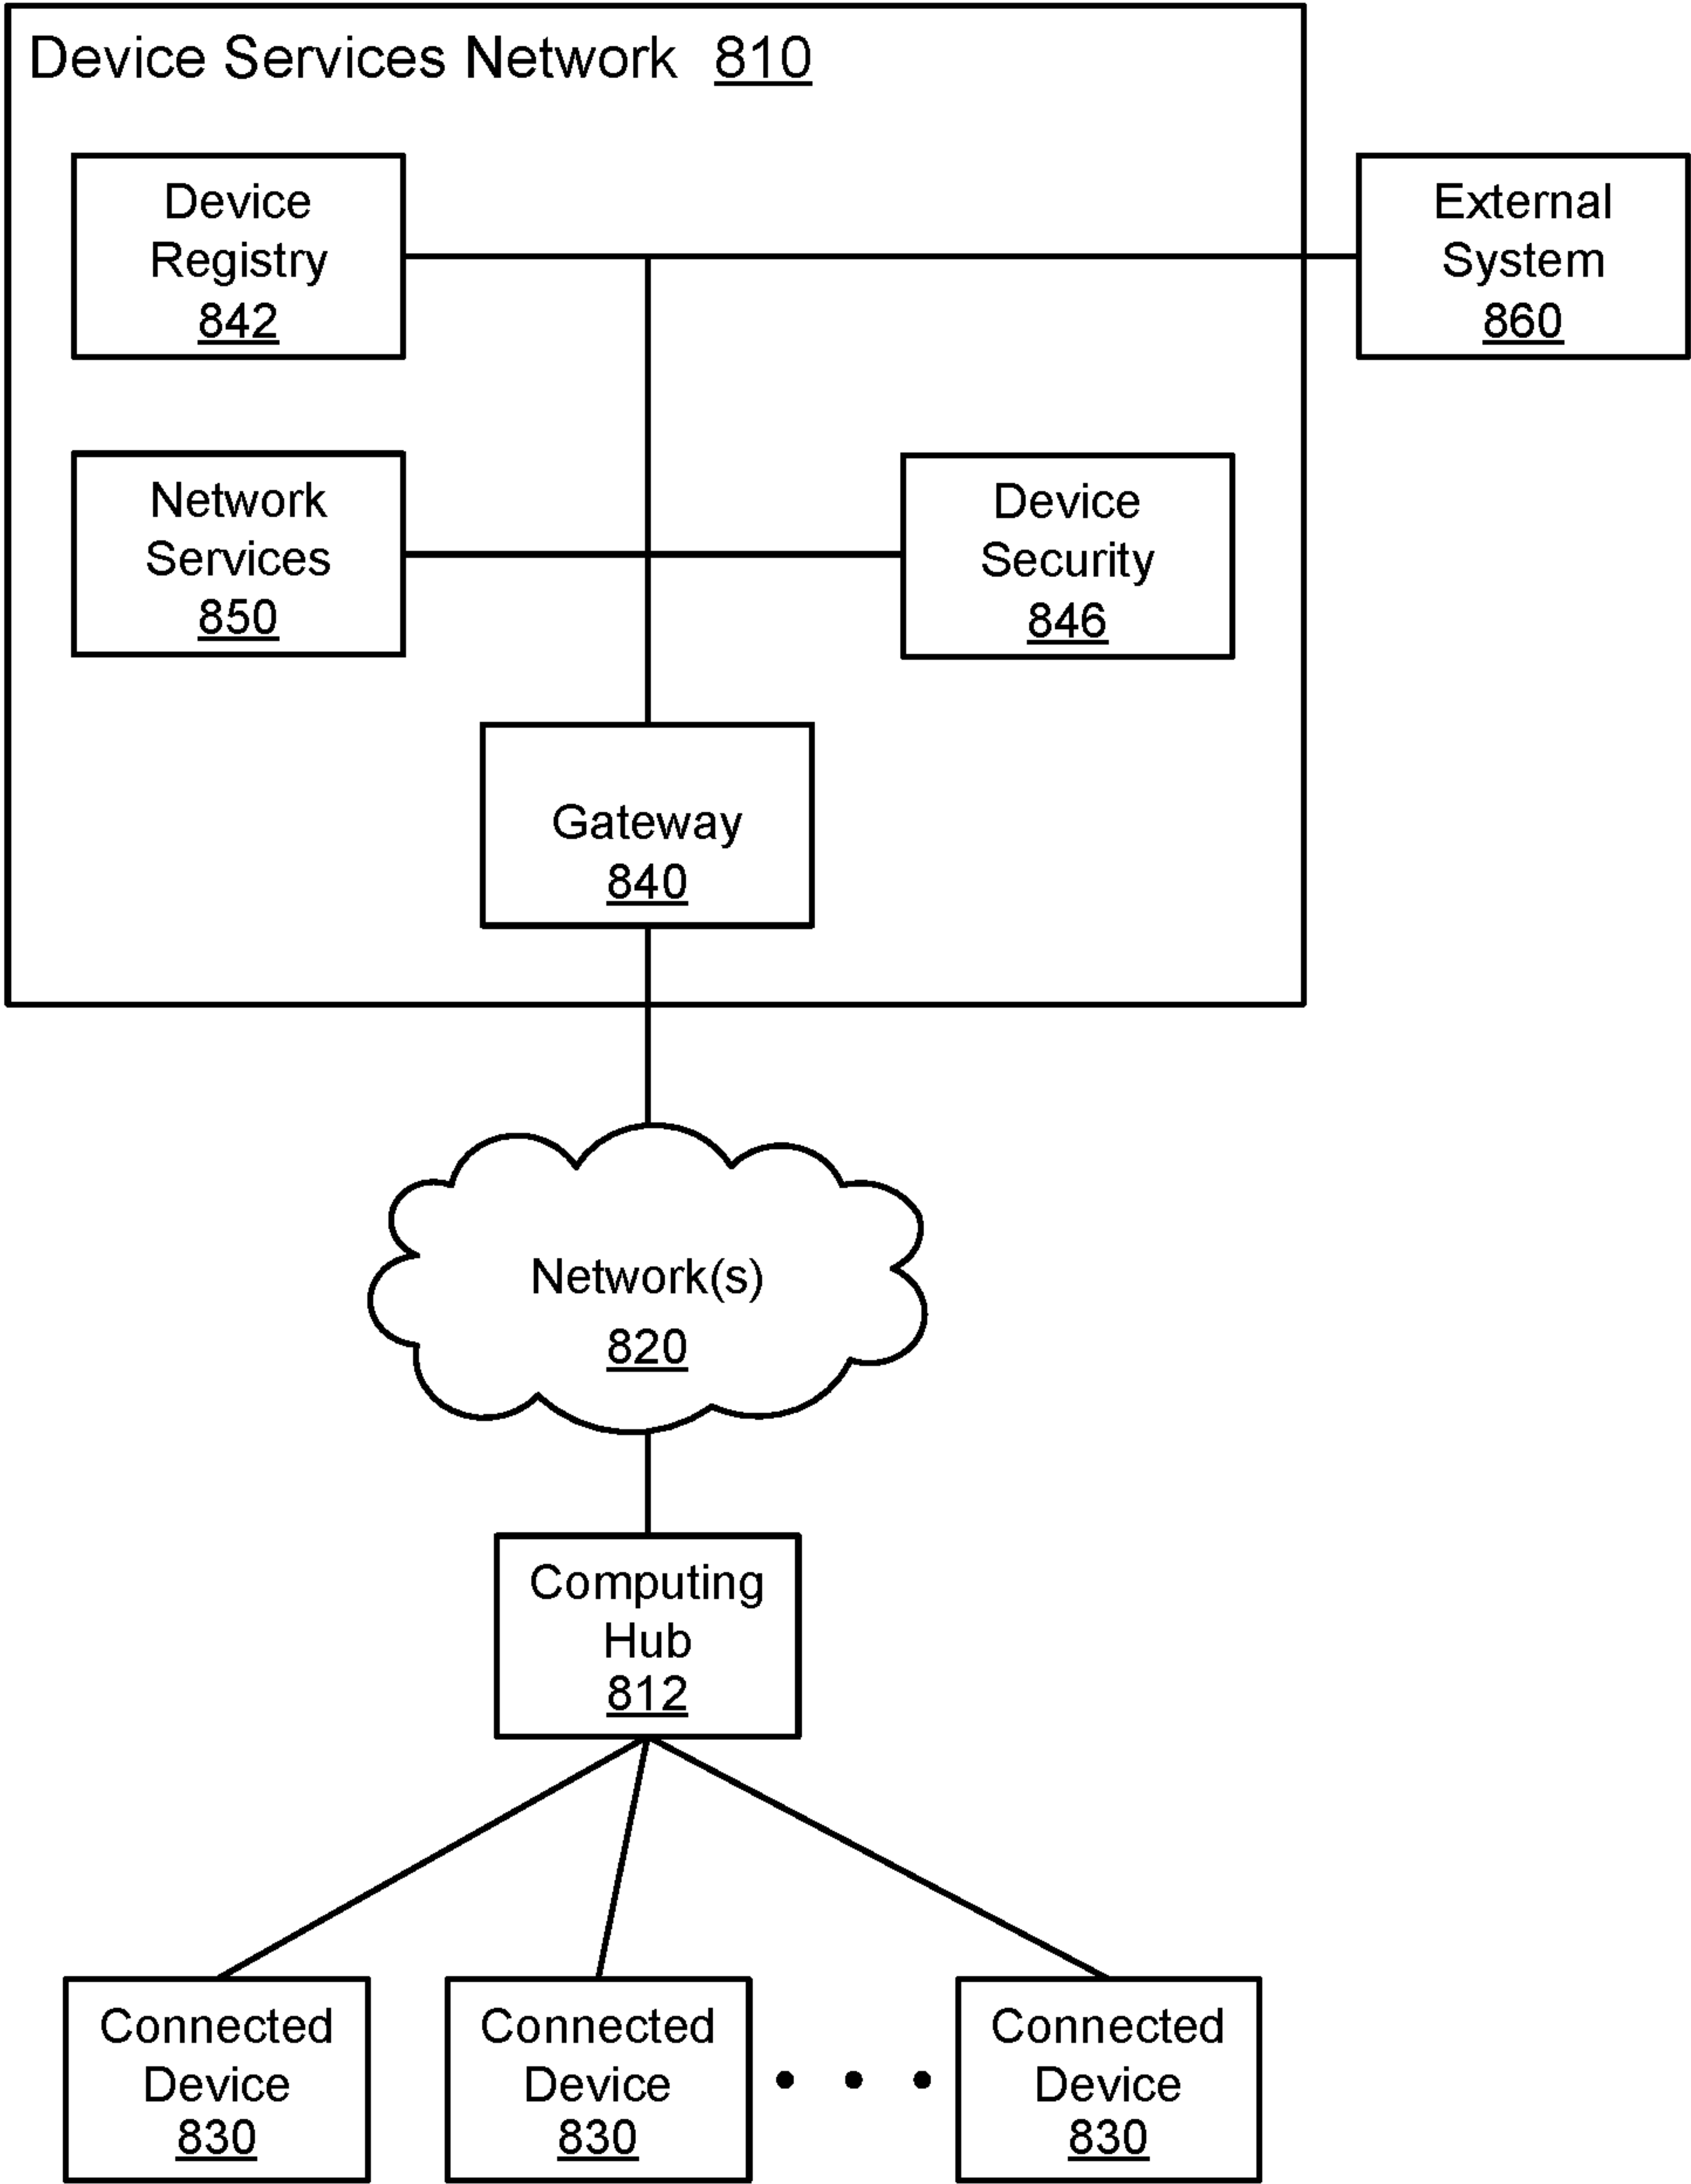 Device Services Network 810
Device
Registry
842
External
System
860
Network
Services
850
Device
Security
846
Gateway
840
Network(s)
820
Computing
Hub
812
Connected
Device
830
Connected
Device
830
Connected
Device
830